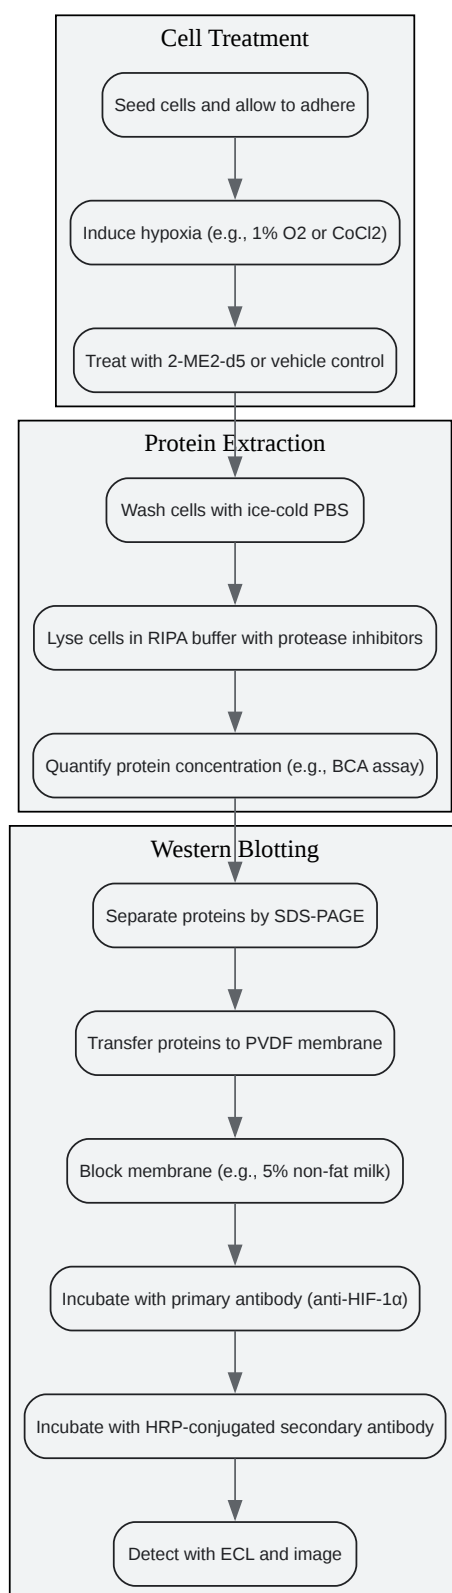 Cell Treatment
Seed cells and allow to adhere
Induce hypoxia (e.g., 1% O2 or CoCl2)
Treat with 2-ME2-d5 or vehicle control
Protein Extraction
Wash cells with ice-cold PBS
Lyse cells in RIPA buffer with protease inhibitors
Quantify protein concentration (e.g., BCA assay)
Western Blotting
Separate proteins by SDS-PAGE
Transfer proteins to PVDF membrane
Block membrane (e.g., 5% non-fat milk)
Incubate with primary antibody (anti-HIF-1α)
Incubate with HRP-conjugated secondary antibody
Detect with ECL and image